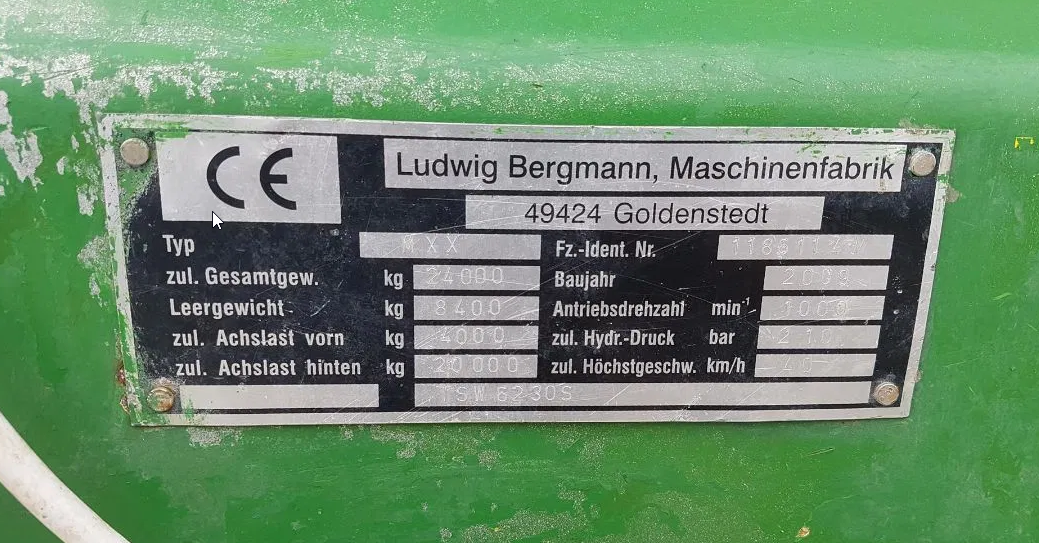 CE
Ludwig Bergmann, Maschinenfabrik
49424 Goldenstedt
Typ MXX
Fz.-Ident. Nr.
zul. Gesamtgew. kg 24000
Baujahr
Leergewicht kg 8400
Antriebsdrehzahl min⁻¹ 1000
zul. Achslast vorn kg 4000
zul. Hydr.-Druck bar 210
zul. Achslast hinten kg 20000
zul. Höchstgeschw. km/h 40
TSW 6230S